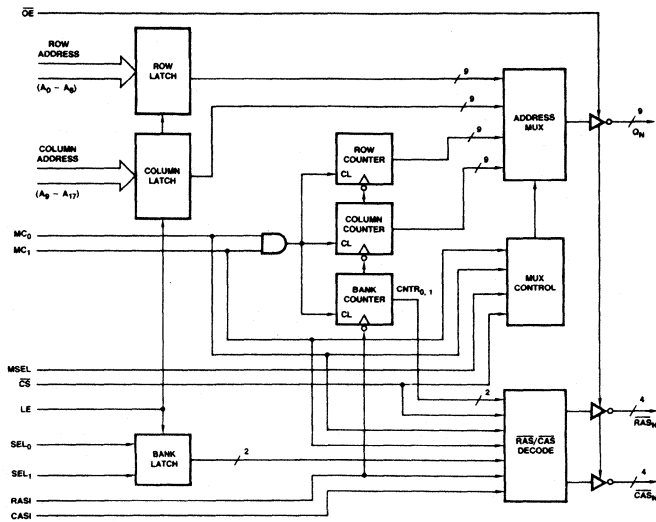 OE
ROW
ADDRESS
(A0 – A8)
ROW
LATCH
9
ADDRESS
MUX
9
QN
9
COLUMN
ADDRESS
(A9 – A17)
COLUMN
LATCH
ROW
COUNTER
CL
9
COLUMN
COUNTER
CL
9
MC0
MC1
BANK
COUNTER
CL
CNTR0, 1
MUX
CONTROL
MSEL
CS
LE
2
RAS/CAS
DECODE
4
RASN
SEL0
SEL1
BANK
LATCH
2
4
CASN
RASI
CASI